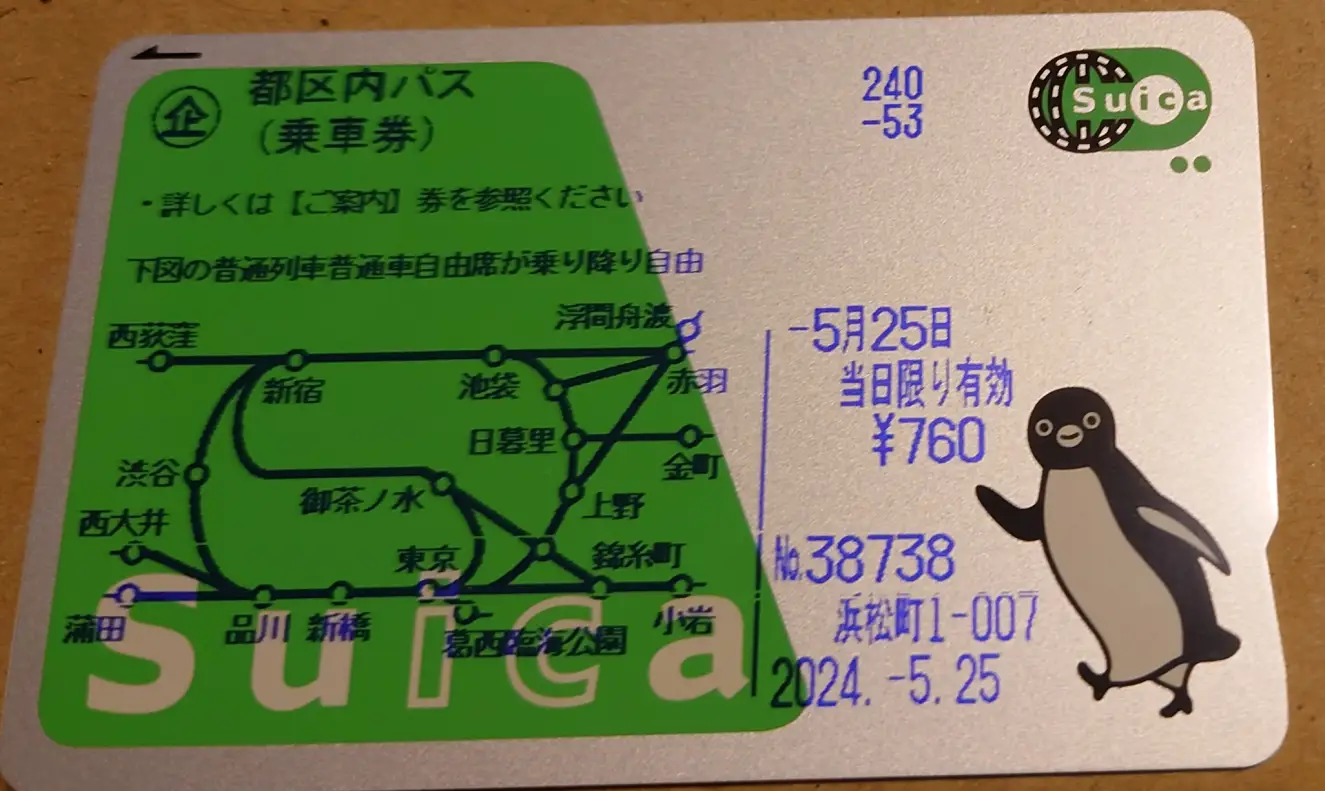 企
都区内パス
(乗車券)
240
-53
Suica
・詳しくは【ご案内】券を参照ください
下図の普通列車普通車自由席が乗り降り自由
浮間舟渡
西荻窪
新宿
池袋
赤羽
日暮里
金町
渋谷
御茶ノ水
上野
西大井
東京
錦糸町
蒲田
品川
新橋
葛西臨海公園
小岩
-5月25日
当日限り有効
¥760
No.38738
浜松町1-007
2024.-5.25
Suica